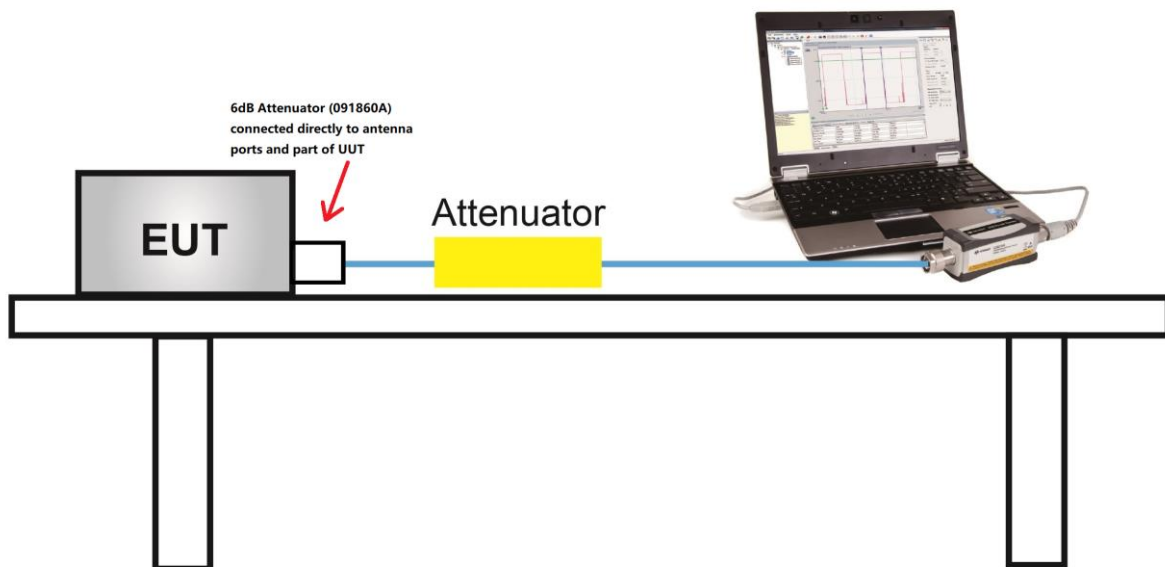 6dB Attenuator (091860A)
connected directly to antenna
ports and part of UUT
EUT
Attenuator